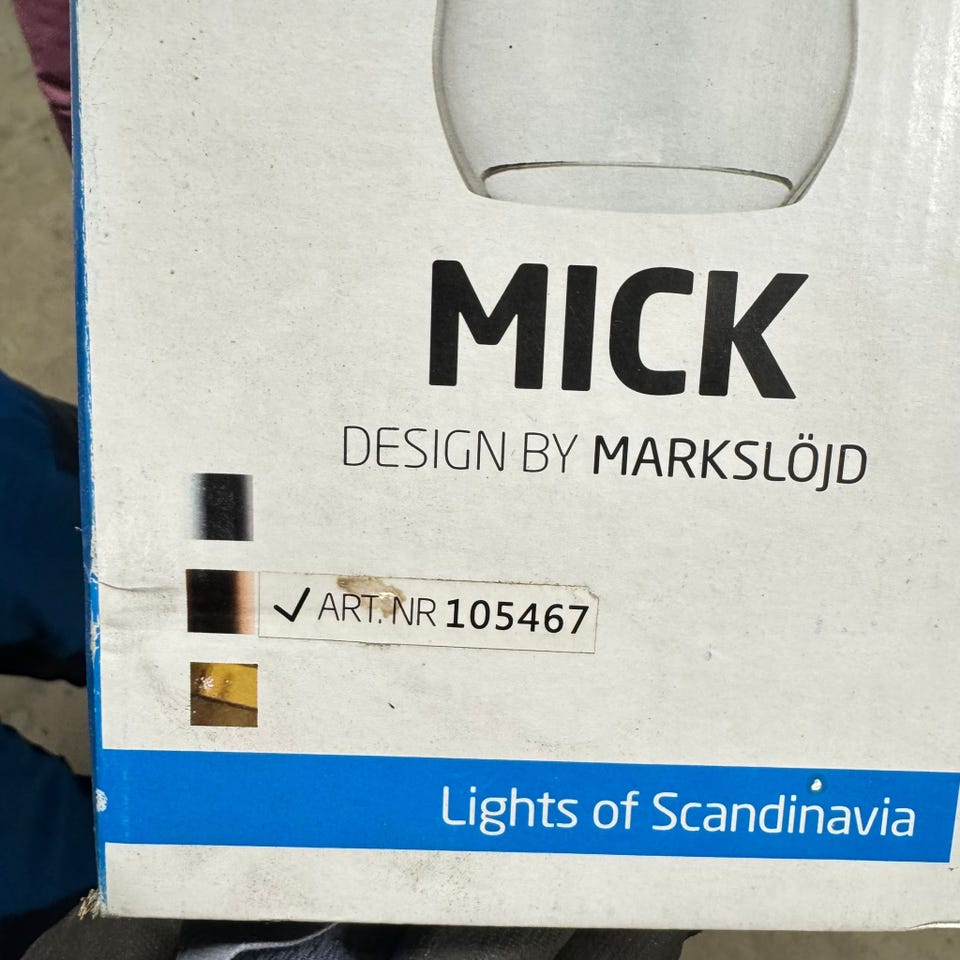 MICK
DESIGN BY MARKSLÖJD
✓ ART. NR 105467
Lights of Scandinavia